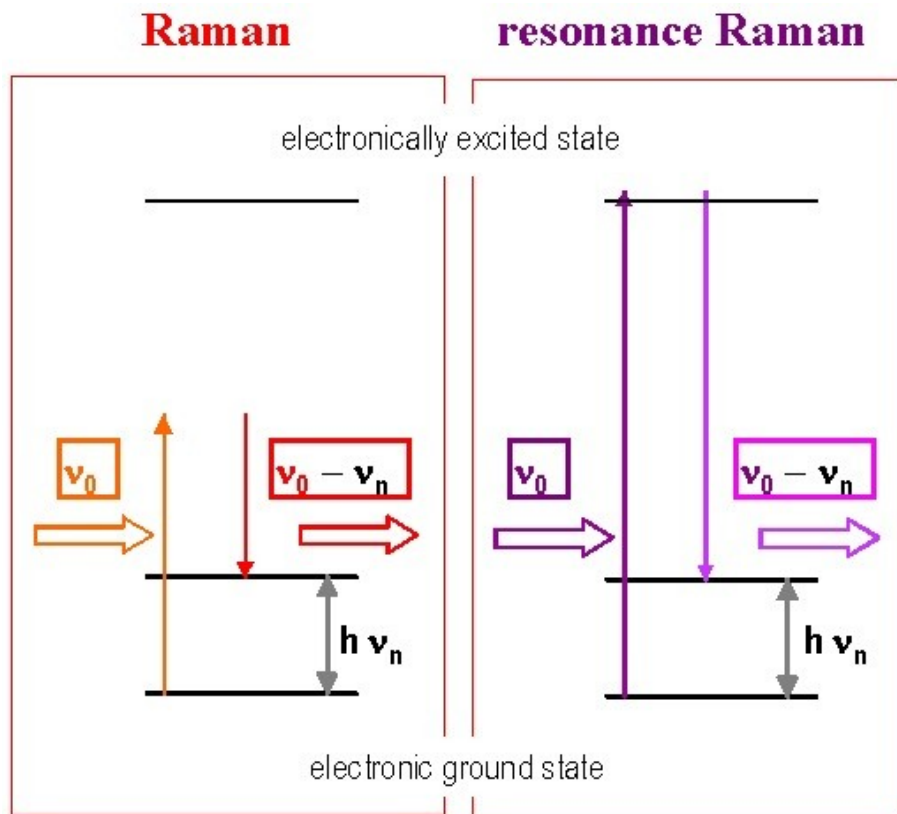 Raman
resonance Raman
electronically excited state
ν₀
ν₀ – νₙ
ν₀
ν₀ – νₙ
h νₙ
h νₙ
electronic ground state